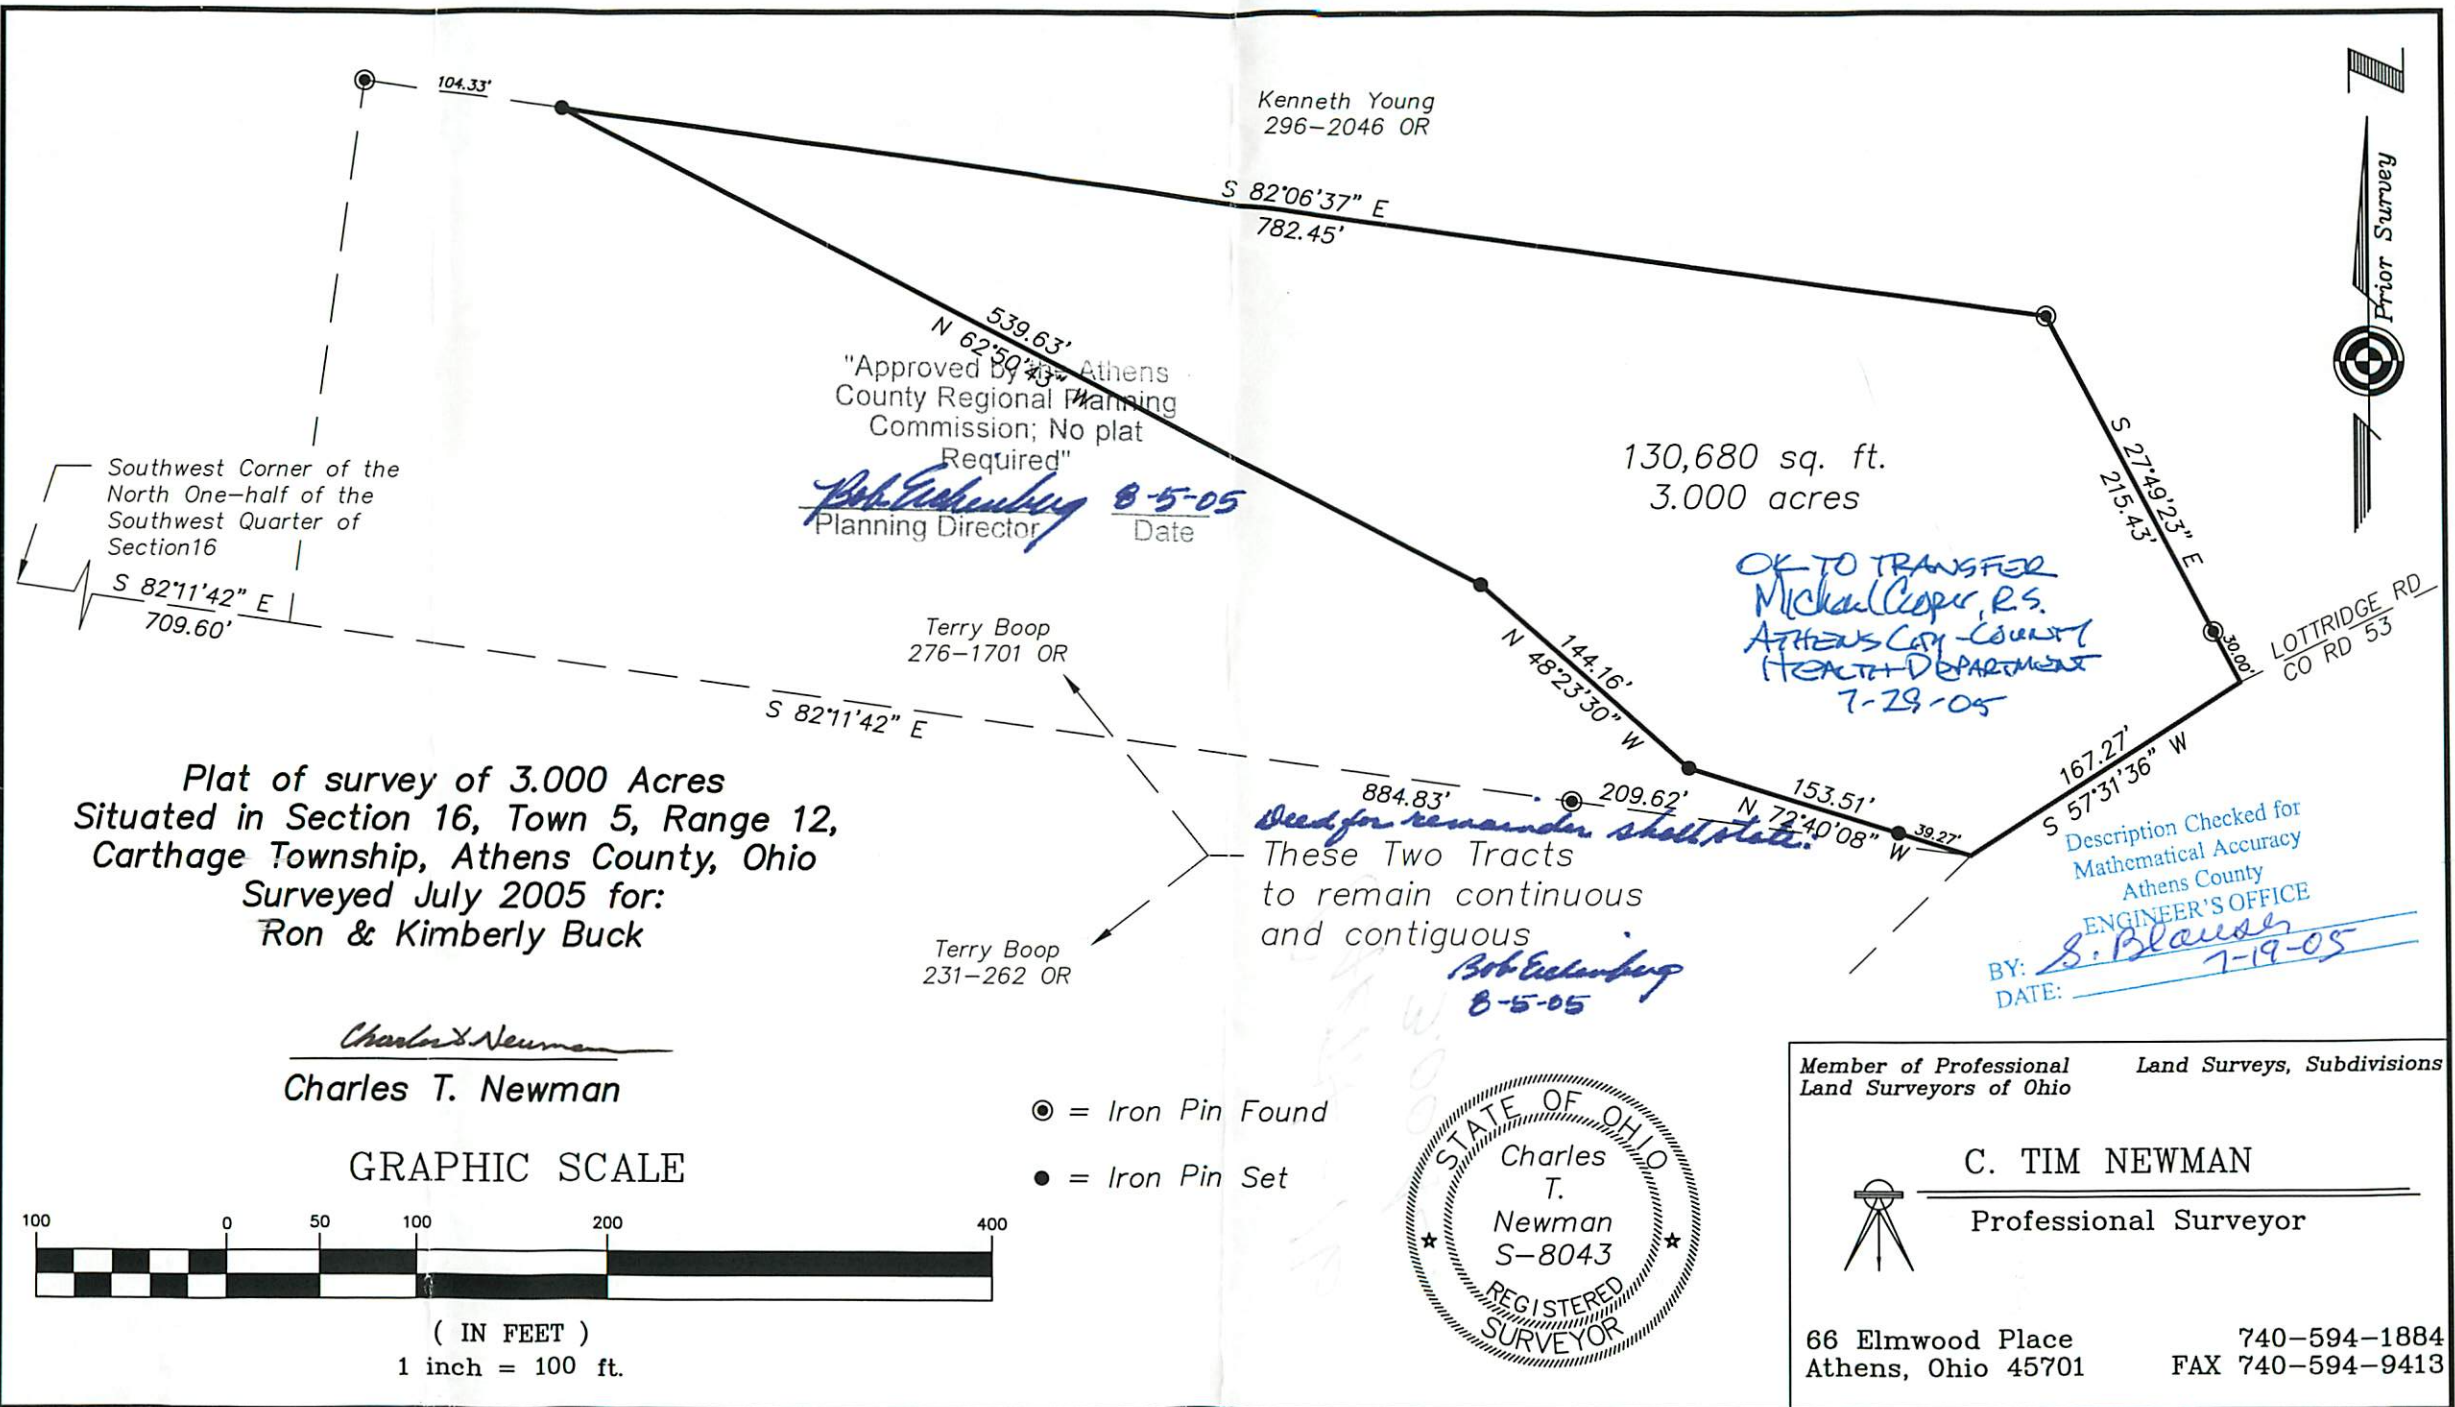 104.33'
Kenneth Young
296-2046 OR
S 82°06'37" E
782.45'
Prior Survey
539.63'
N 62°50'43" W
"Approved by the Athens
County Regional Planning
Commission; No plat
Required"
Bob Eichenberg 8-5-05
Planning Director Date
130,680 sq. ft.
3.000 acres
S 27°49'23" E
215.43'
30.00'
LOTTRIDGE RD
CO RD 53
OK TO TRANSFER
Michael Cooper, R.S.
ATHENS CITY-COUNTY
HEALTH DEPARTMENT
7-29-05
Southwest Corner of the
North One-half of the
Southwest Quarter of
Section16
S 82°11'42" E
709.60'
Terry Boop
276-1701 OR
S 82°11'42" E
884.83'
209.62'
144.16'
N 48°23'30" W
153.51'
N 72°40'08" W
39.27'
167.27'
S 57°31'36" W
Deed for remainder shall state:
These Two Tracts
to remain continuous
and contiguous
Bob Eichenberg
8-5-05
Terry Boop
231-262 OR
Description Checked for
Mathematical Accuracy
Athens County
ENGINEER'S OFFICE
BY: S. Blauser
DATE: 7-19-05
Plat of survey of 3.000 Acres
Situated in Section 16, Town 5, Range 12,
Carthage Township, Athens County, Ohio
Surveyed July 2005 for:
Ron & Kimberly Buck
Charles T. Newman
Charles T. Newman
GRAPHIC SCALE
100 0 50 100 200 400
( IN FEET )
1 inch = 100 ft.
= Iron Pin Found
= Iron Pin Set
STATE OF OHIO
Charles
T.
Newman
S-8043
REGISTERED
SURVEYOR
Member of Professional
Land Surveyors of Ohio
Land Surveys, Subdivisions
C. TIM NEWMAN
Professional Surveyor
66 Elmwood Place
Athens, Ohio 45701
740-594-1884
FAX 740-594-9413